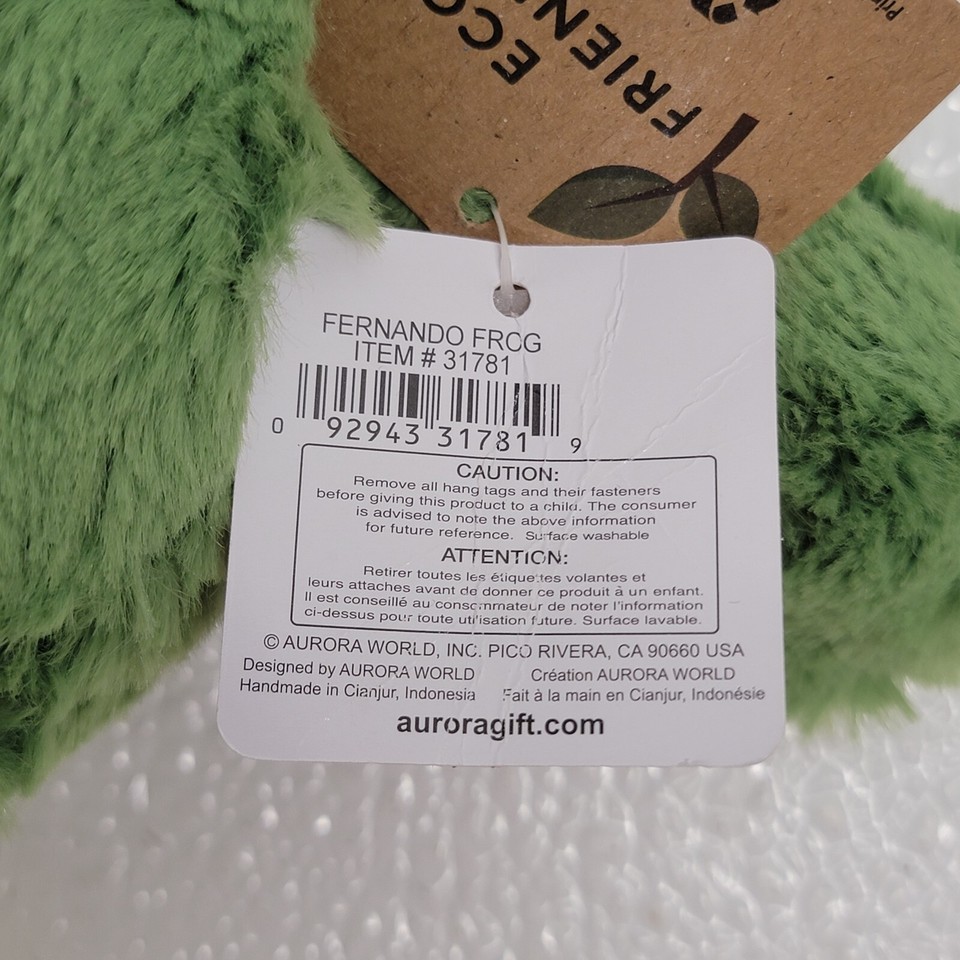 ECO
FRIEN
FERNANDO FROG
ITEM # 31781
0 92943 31781 9
CAUTION:
Remove all hang tags and their fasteners
before giving this product to a child. The consumer
is advised to note the above information
for future reference. Surface washable
ATTENTION:
Retirer toutes les étiquettes volantes et
leurs attaches avant de donner ce produit à un enfant.
Il est conseillé au consommateur de noter l'information
ci-dessus pour toute utilisation future. Surface lavable.
© AURORA WORLD, INC. PICO RIVERA, CA 90660 USA
Designed by AURORA WORLD Création AURORA WORLD
Handmade in Cianjur, Indonesia Fait à la main en Cianjur, Indonésie
auroragift.com